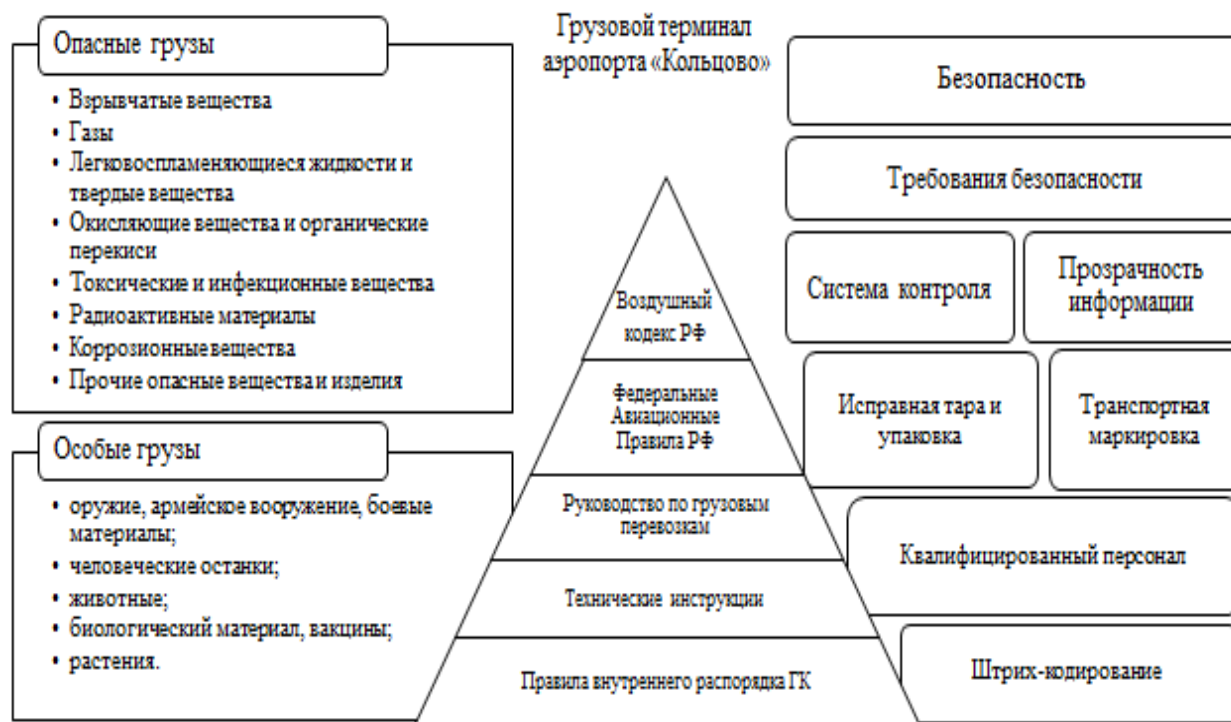 Опасные грузы
• Взрывчатые вещества
• Газы
• Легковоспламеняющиеся жидкости и
твердые вещества
• Окисляющие вещества и органические
перекиси
• Токсические и инфекционные вещества
• Радиоактивные материалы
• Коррозионные вещества
• Прочие опасные вещества и изделия
Особые грузы
• оружие, армейское вооружение, боевые
материалы;
• человеческие останки;
• животные;
• биологический материал, вакцины;
• растения.
Грузовой терминал
аэропорта «Кольцово»
Воздушный
кодекс РФ
Федеральные
Авиационные
Правила РФ
Руководство по грузовым
перевозкам
Технические инструкции
Правила внутреннего распорядка ГК
Безопасность
Требования безопасности
Система контроля
Прозрачность
информации
Исправная тара и
упаковка
Транспортная
маркировка
Квалифицированный персонал
Штрих-кодирование